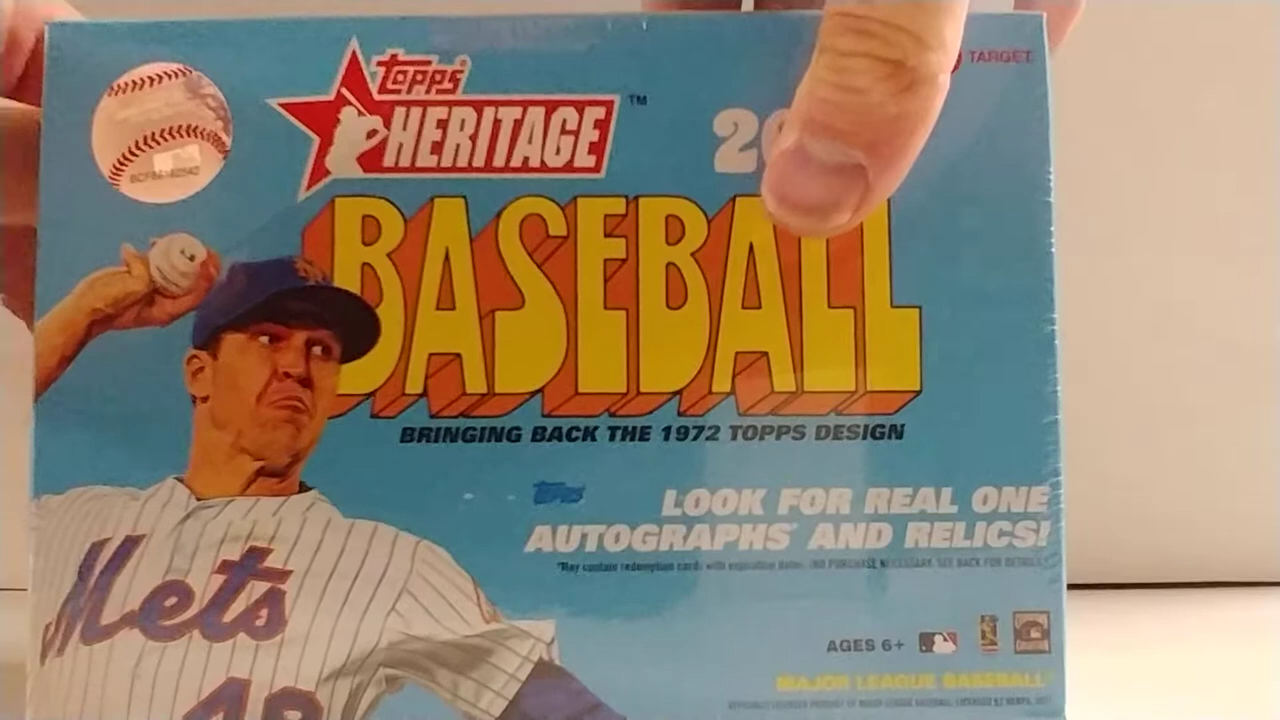 TARGET
topps
HERITAGE
TM
BASEBALL
BRINGING BACK THE 1972 TOPPS DESIGN
topps
LOOK FOR REAL ONE
AUTOGRAPHS AND RELICS!
*May contain redemption cards with expiration dates. (NO PURCHASE NECESSARY. SEE BACK FOR DETAILS.)
Mets
48
AGES 6+
MAJOR LEAGUE BASEBALL